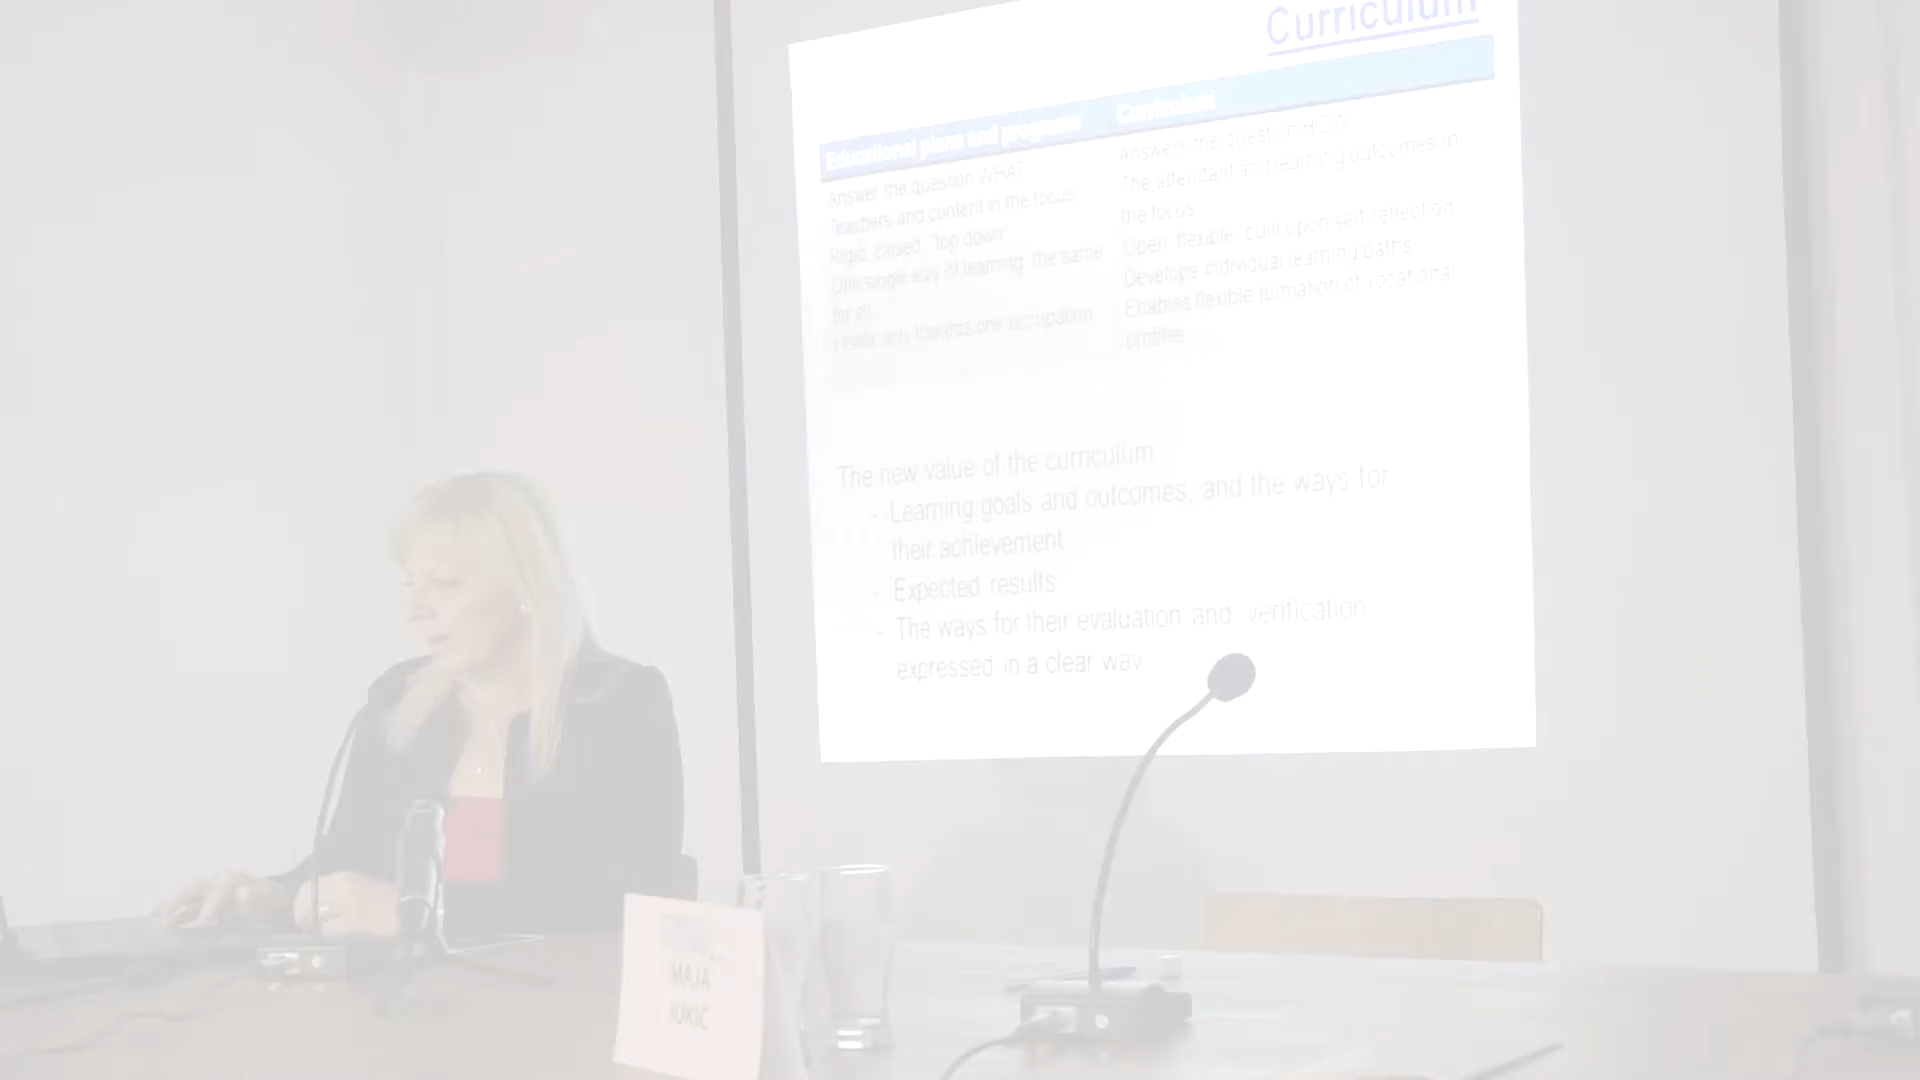 Curriculum
Educational plans and programs
Curriculum
Answer the question WHAT
Teachers and content in the focus
Rigid, closed, "top down"
One single way of learning, the same
for all
Leads only towards one occupation
Answers the question HOW
The attendant and learning outcomes in
the focus
Open, flexible, built upon self-reflection
Develops individual learning paths
Enables flexible formation of vocational
profiles
The new value of the curriculum
- Learning goals and outcomes, and the ways for
their achievement
- Expected results
- The ways for their evaluation and verification
expressed in a clear way
MAJA
JUKIĆ